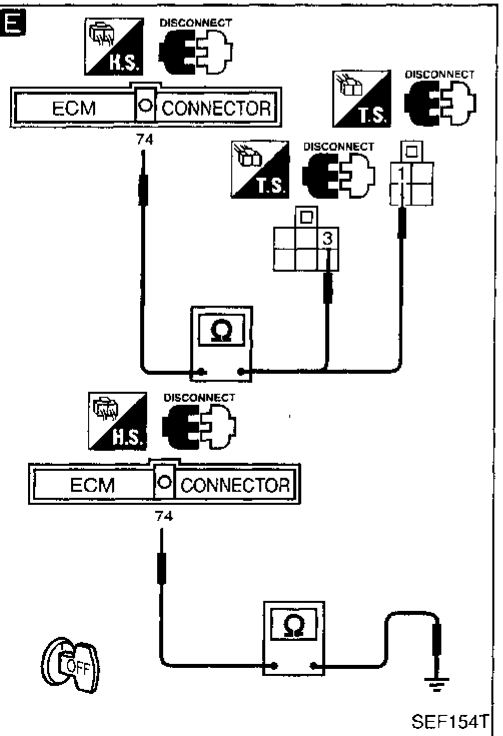 E
DISCONNECT
H.S.
ECM CONNECTOR
74
DISCONNECT
T.S.
1
DISCONNECT
T.S.
3
Ω
DISCONNECT
H.S.
ECM CONNECTOR
74
Ω
OFF
SEF154T